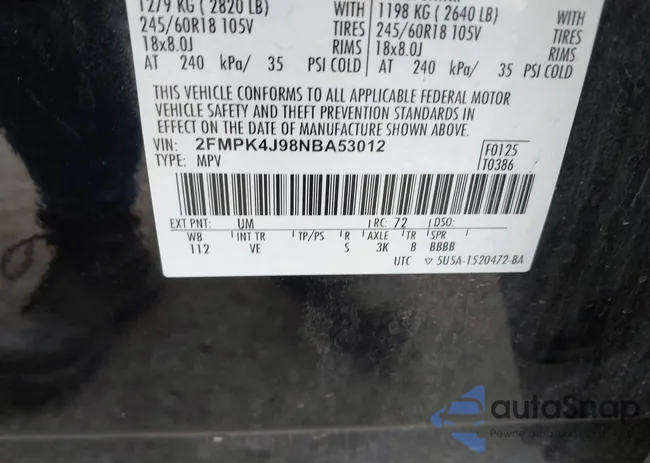 1279 KG ( 2820 LB) WITH 1198 KG ( 2640 LB) WITH
245/60R18 105V TIRES 245/60R18 105V TIRES
18x8.0J RIMS 18x8.0J RIMS
AT 240 kPa/ 35 PSI COLD AT 240 kPa/ 35 PSI COLD
THIS VEHICLE CONFORMS TO ALL APPLICABLE FEDERAL MOTOR
VEHICLE SAFETY AND THEFT PREVENTION STANDARDS IN
EFFECT ON THE DATE OF MANUFACTURE SHOWN ABOVE.
VIN: 2FMPK4J98NBA53012 F0125
TYPE: MPV T0386
EXT PNT: UM RC: 72 DSO:
WB INT TR TP/PS R AXLE TR SPR
112 VE S 3K 8 BBBB
UTC ▽ 5U5A-1520472-BA
autoSnap